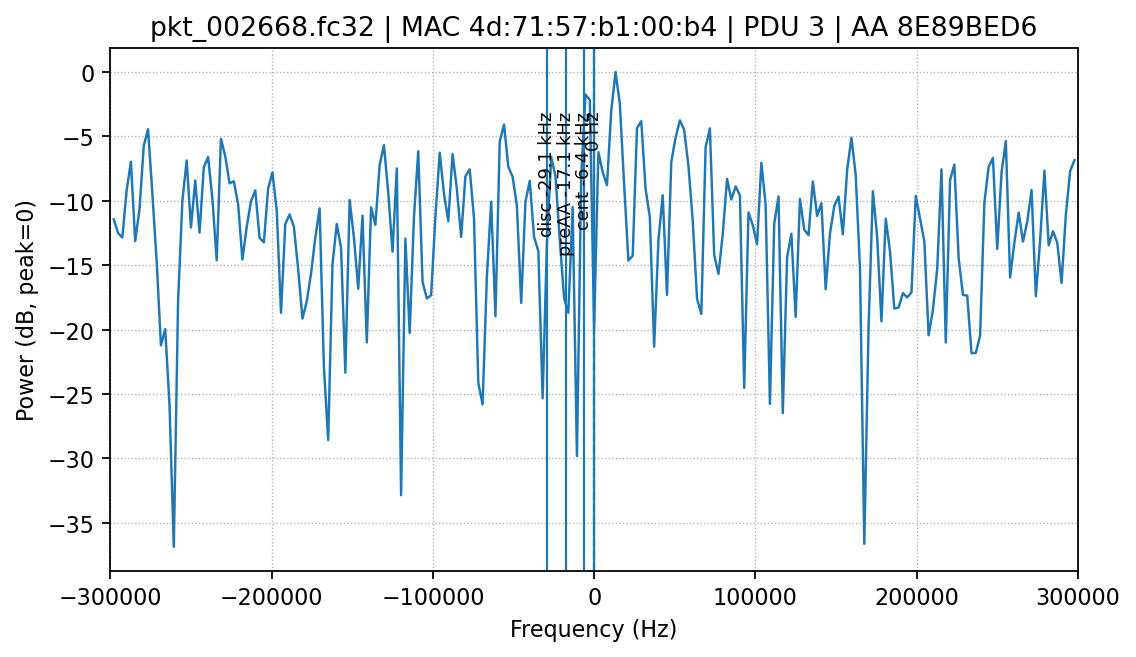 pkt_002668.fc32 | MAC 4d:71:57:b1:00:b4 | PDU 3 | AA 8E89BED6
Power (dB, peak=0)
0
−5
−10
−15
−20
−25
−30
−35
disc -29.1 kHz
preAA -17.1 kHz
cent -6.4 kHz
0 Hz
−300000
−200000
−100000
0
100000
200000
300000
Frequency (Hz)